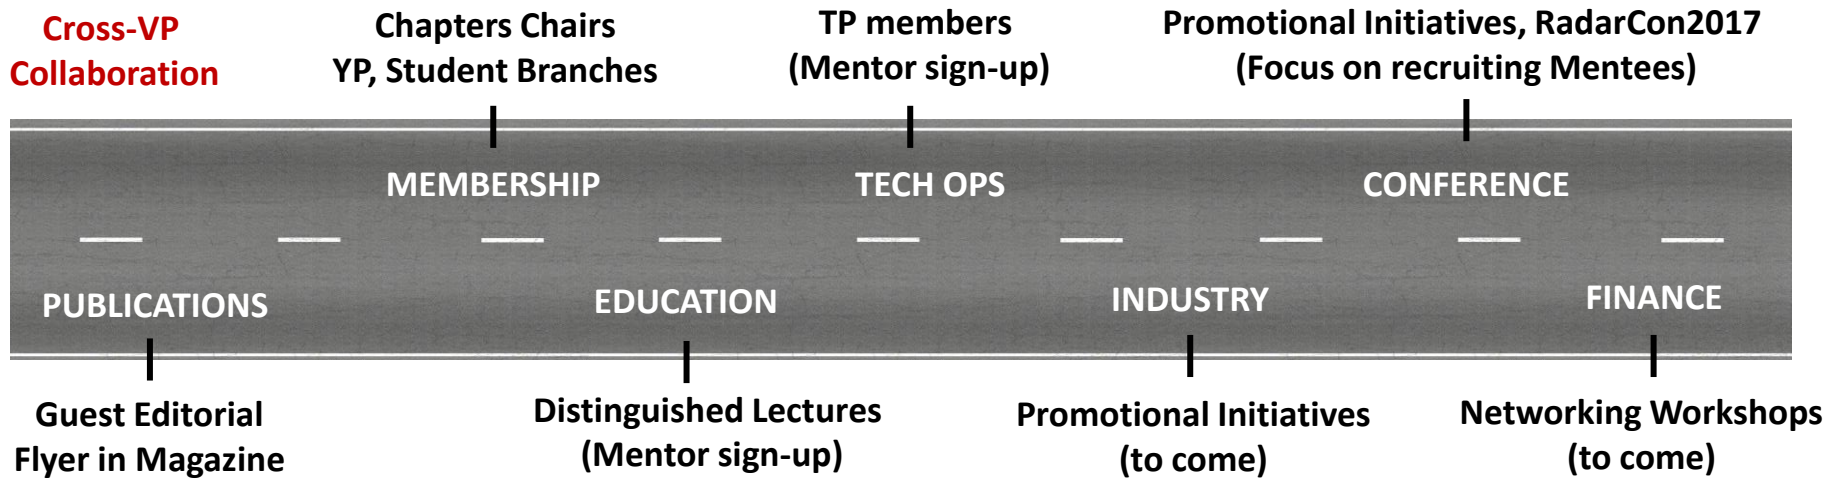 Cross-VP
Collaboration
Chapters Chairs
YP, Student Branches
TP members
(Mentor sign-up)
Promotional Initiatives, RadarCon2017
(Focus on recruiting Mentees)
MEMBERSHIP
TECH OPS
CONFERENCE
PUBLICATIONS
EDUCATION
INDUSTRY
FINANCE
Guest Editorial
Flyer in Magazine
Distinguished Lectures
(Mentor sign-up)
Promotional Initiatives
(to come)
Networking Workshops
(to come)